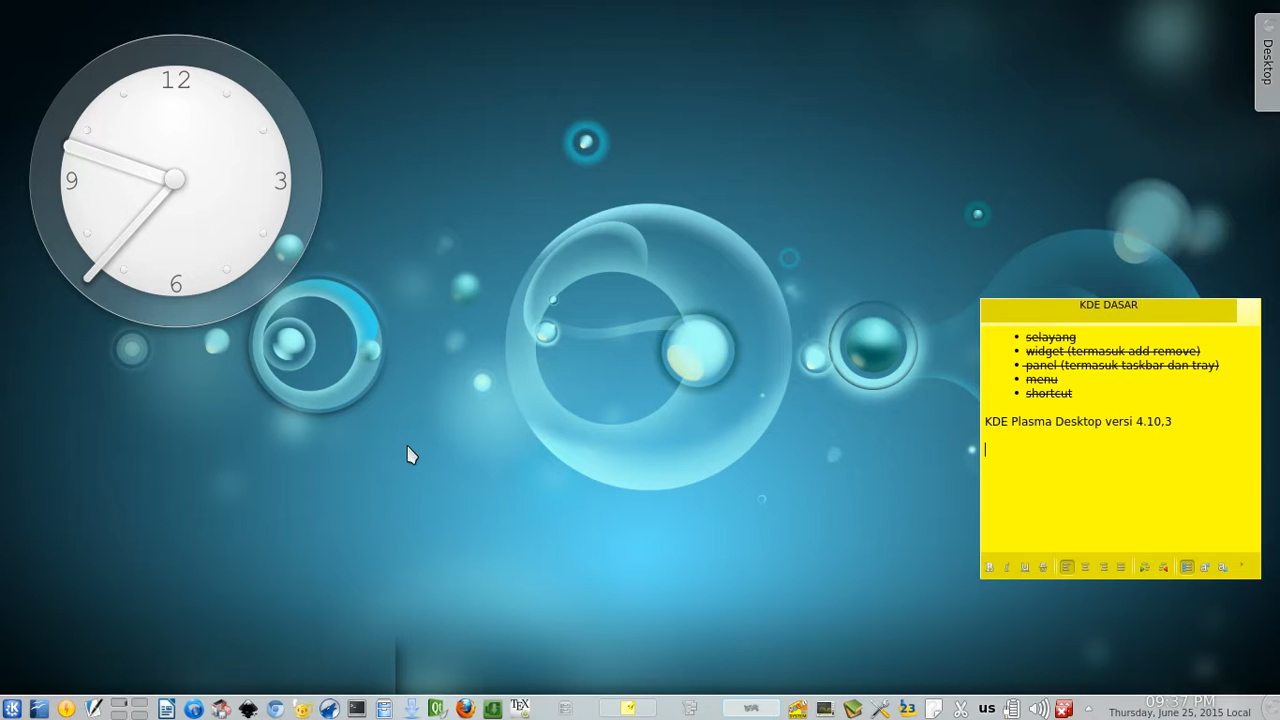 12
9
3
6
Desktop
KDE DASAR
selayang
widget (termasuk add remove)
panel (termasuk taskbar dan tray)
menu
shortcut
KDE Plasma Desktop versi 4.10,3
TEX
SYSTEM
23
us
09:37 PM
Thursday, June 25, 2015 Local